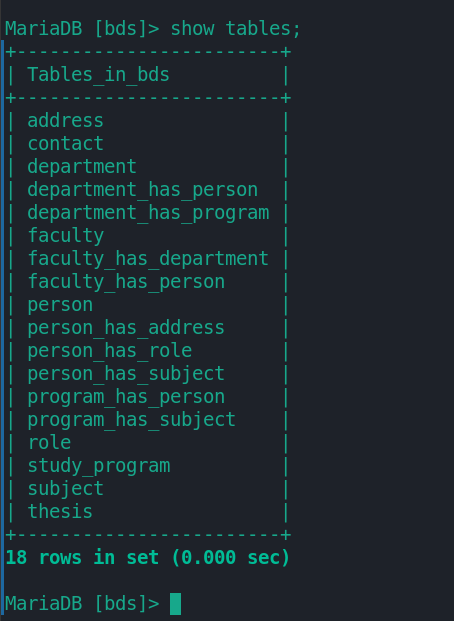 MariaDB [bds]> show tables;
+------------------------+
| Tables_in_bds          |
+------------------------+
| address                |
| contact                |
| department             |
| department_has_person  |
| department_has_program |
| faculty                |
| faculty_has_department |
| faculty_has_person     |
| person                 |
| person_has_address     |
| person_has_role        |
| person_has_subject     |
| program_has_person     |
| program_has_subject    |
| role                   |
| study_program          |
| subject                |
| thesis                 |
+------------------------+
18 rows in set (0.000 sec)
MariaDB [bds]>